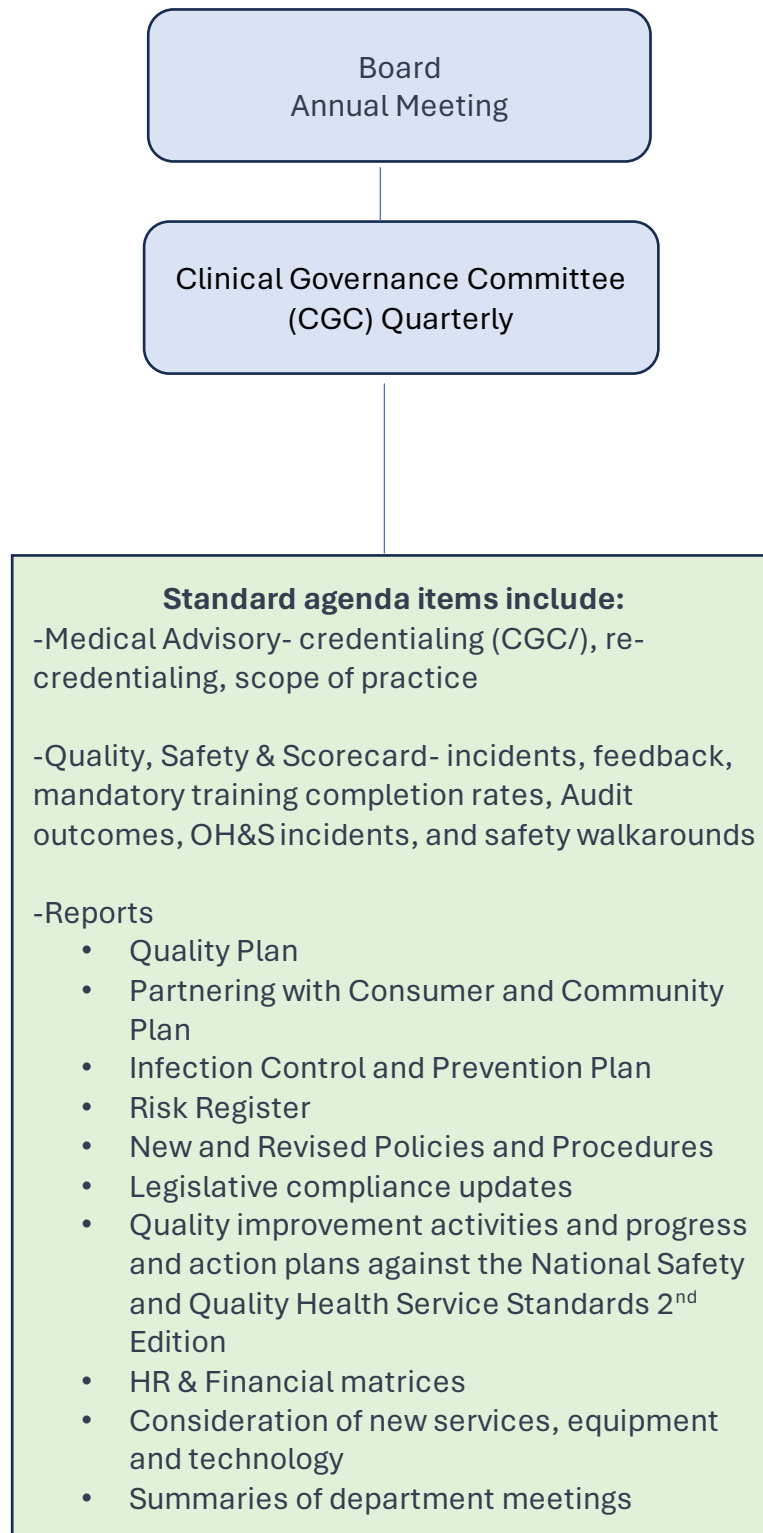 Board
Annual Meeting
Clinical Governance Committee
(CGC) Quarterly
Standard agenda items include:
-Medical Advisory- credentialing (CGC/), re-
credentialing, scope of practice
-Quality, Safety & Scorecard- incidents, feedback,
mandatory training completion rates, Audit
outcomes, OH&S incidents, and safety walkarounds
-Reports
• Quality Plan
• Partnering with Consumer and Community
Plan
• Infection Control and Prevention Plan
• Risk Register
• New and Revised Policies and Procedures
• Legislative compliance updates
• Quality improvement activities and progress
and action plans against the National Safety
and Quality Health Service Standards 2nd
Edition
• HR & Financial matrices
• Consideration of new services, equipment
and technology
• Summaries of department meetings